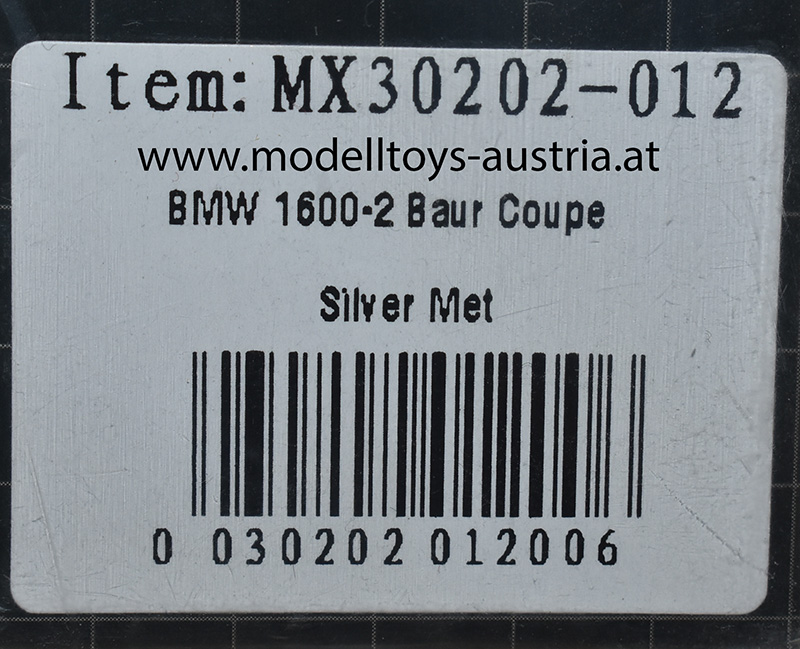 Item: MX30202-012
www.modelltoys-austria.at
BMW 1600-2 Baur Coupe
Silver Met
0 030202 012006